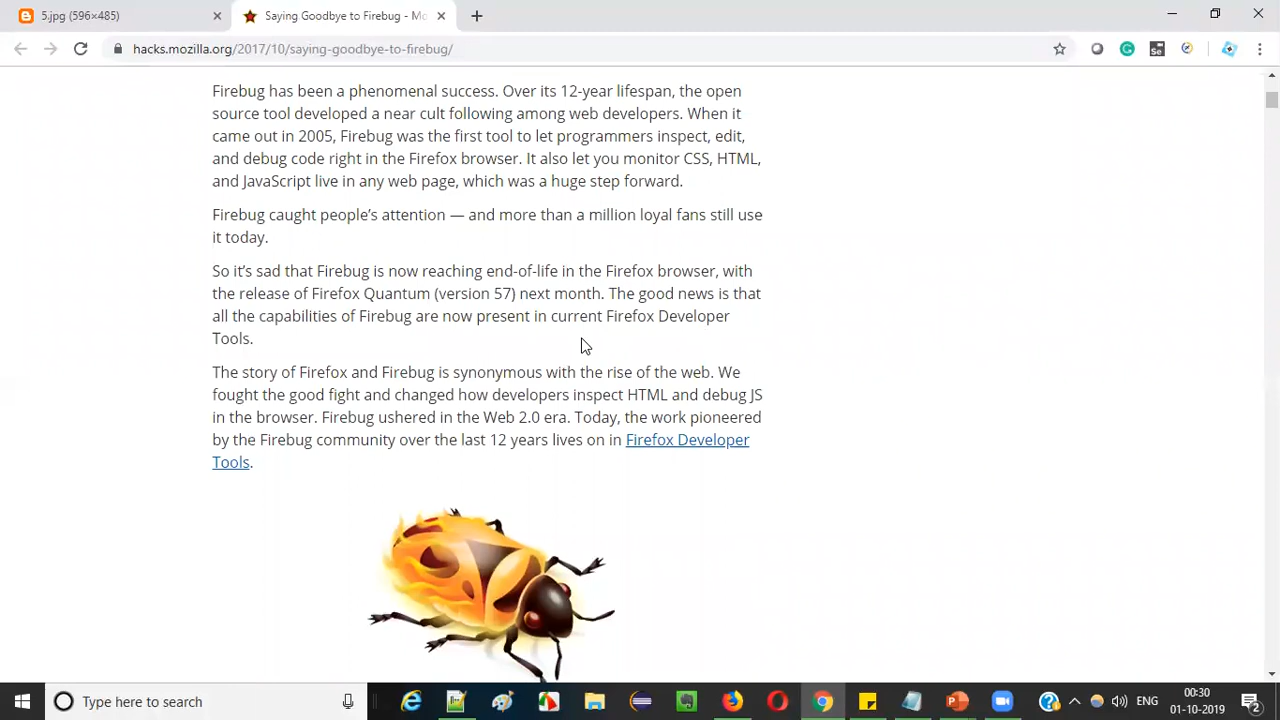 5.jpg (596×485)
Saying Goodbye to Firebug - Mo
hacks.mozilla.org/2017/10/saying-goodbye-to-firebug/
Firebug has been a phenomenal success. Over its 12-year lifespan, the open
source tool developed a near cult following among web developers. When it
came out in 2005, Firebug was the first tool to let programmers inspect, edit,
and debug code right in the Firefox browser. It also let you monitor CSS, HTML,
and JavaScript live in any web page, which was a huge step forward.
Firebug caught people’s attention — and more than a million loyal fans still use
it today.
So it’s sad that Firebug is now reaching end-of-life in the Firefox browser, with
the release of Firefox Quantum (version 57) next month. The good news is that
all the capabilities of Firebug are now present in current Firefox Developer
Tools.
The story of Firefox and Firebug is synonymous with the rise of the web. We
fought the good fight and changed how developers inspect HTML and debug JS
in the browser. Firebug ushered in the Web 2.0 era. Today, the work pioneered
by the Firebug community over the last 12 years lives on in Firefox Developer
Tools.
Type here to search
ENG
00:30
01-10-2019
2